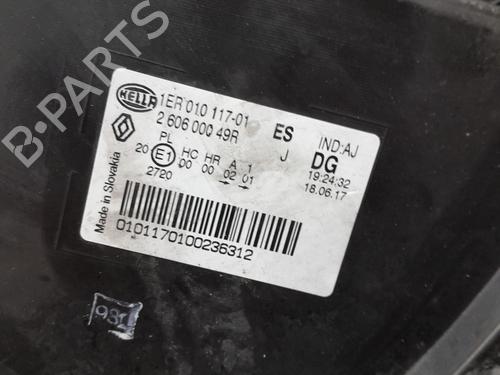 B-PARTS
HELLA 1ER 010 117-01
2 606 000 49R
ES
J
IND:AJ
DG
19:24:32
18.06.17
PL
20 E1 HC HR A 1
00 00 02 01
2720
Made in Slovakia
0101170100236312